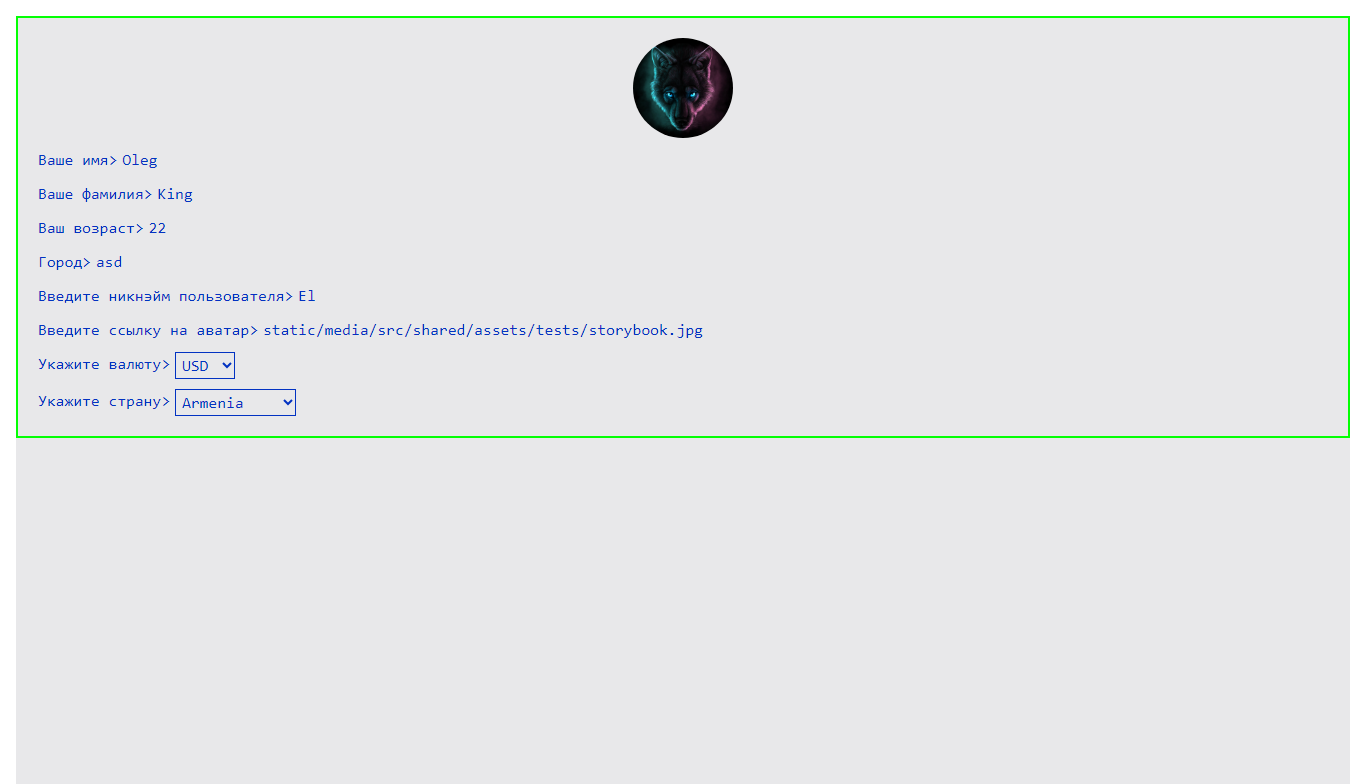 Ваше имя> Oleg
Ваше фамилия> King
Ваш возраст> 22
Город> asd
Введите никнэйм пользователя> El
Введите ссылку на аватар> static/media/src/shared/assets/tests/storybook.jpg
Укажите валюту> USD
Укажите страну> Armenia